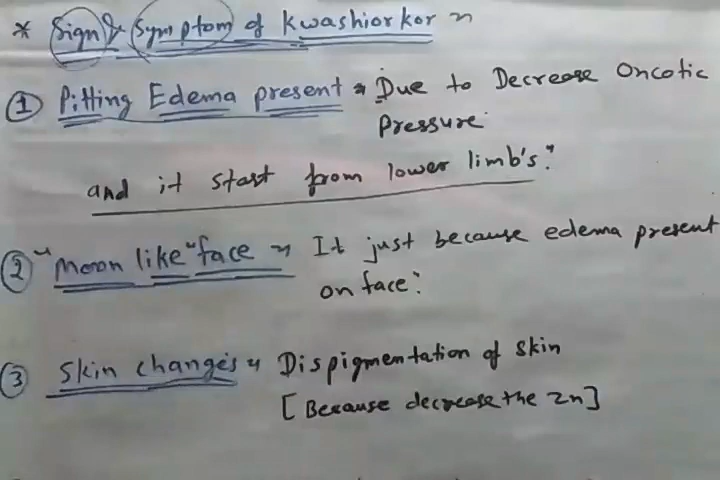 * Sign & Symptom of Kwashiorkor
① Pitting Edema present Due to Decrease Oncotic
Pressure
and it start from lower limb's"
② "Moon like" face It just because edema present
on face:
③ Skin changes Dispigmentation of skin
[Because decrease the Zn]